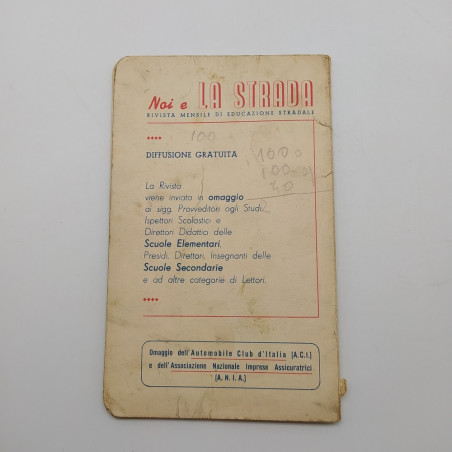 Noi e LA STRADA
RIVISTA MENSILE DI EDUCAZIONE STRADALE
****
100
DIFFUSIONE GRATUITA
La Rivista
viene inviata in omaggio
ai sigg. Provveditori agli Studi,
Ispettori Scolastici e
Direttori Didattici delle
Scuole Elementari,
Presidi, Direttori, Insegnanti delle
Scuole Secondarie
e ad altre categorie di Lettori.
****
Omaggio dell'Automobile Club d'Italia (A.C.I.)
e dell'Associazione Nazionale Imprese Assicuratrici
(A.N.I.A.)